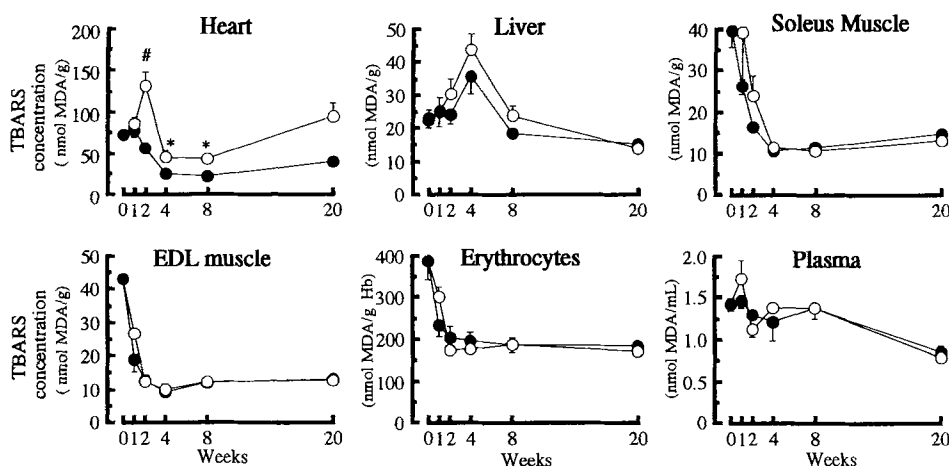 Heart
Liver
Soleus Muscle
TBARS
concentration
( nmol MDA/g)
200
150
100
50
0
#
*
*
0 1 2 4 8 20
(nmol MDA/g)
50
40
30
20
10
0
0 1 2 4 8 20
(nmol MDA/g)
40
30
20
10
0
0 1 2 4 8 20
EDL muscle
Erythrocytes
Plasma
TBARS
concentration
( nmol MDA/g)
50
40
30
20
10
0
0 1 2 4 8 20
Weeks
(nmol MDA/g Hb)
400
300
200
100
0
0 1 2 4 8 20
Weeks
(nmol MDA/mL)
2.0
1.5
1.0
0.5
0
0 1 2 4 8 20
Weeks